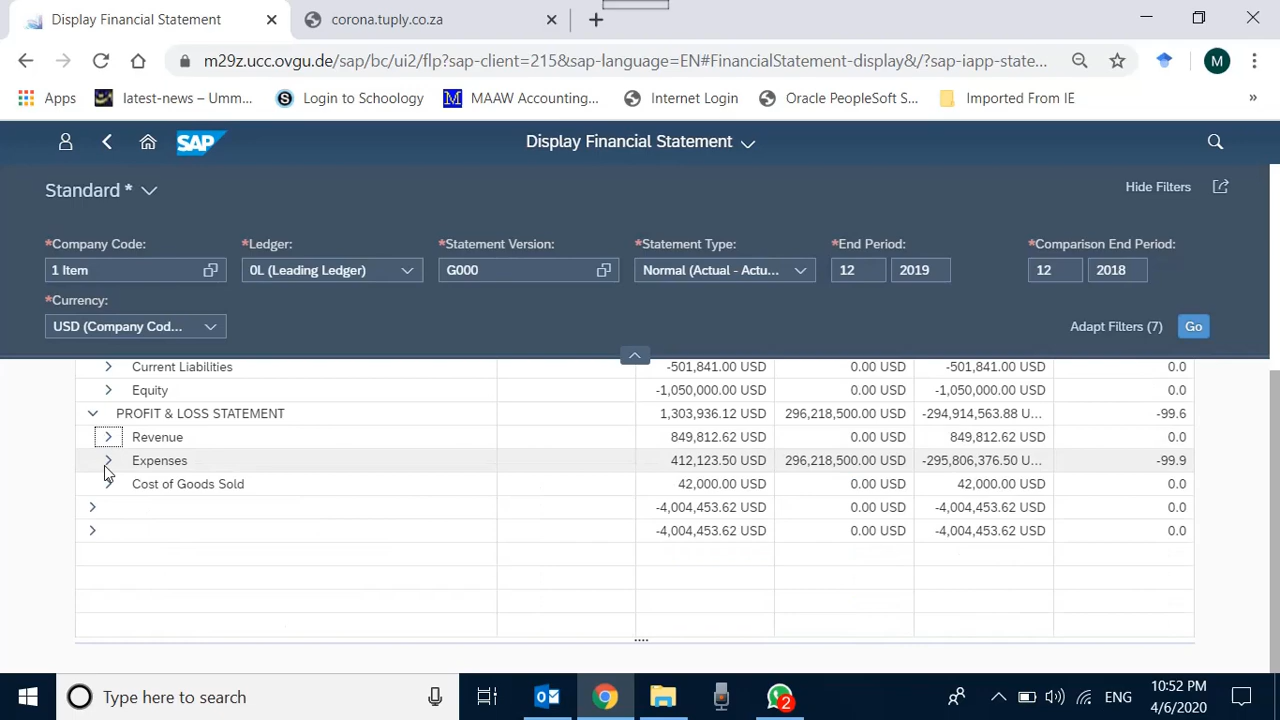 Display Financial Statement
corona.tuply.co.za
m29z.ucc.ovgu.de/sap/bc/ui2/flp?sap-client=215&sap-language=EN#FinancialStatement-display&/?sap-iapp-state...
M
Apps
latest-news – Umm...
S
Login to Schoology
M
MAAW Accounting...
Internet Login
Oracle PeopleSoft S...
Imported From IE
»
SAP
Display Financial Statement
Standard *
Hide Filters
*Company Code:
*Ledger:
*Statement Version:
*Statement Type:
*End Period:
*Comparison End Period:
1 Item
0L (Leading Ledger)
G000
Normal (Actual - Actu...
12
2019
12
2018
*Currency:
USD (Company Cod...
Adapt Filters (7)
Go
Current Liabilities -501,841.00 USD 0.00 USD -501,841.00 USD 0.0
Equity -1,050,000.00 USD 0.00 USD -1,050,000.00 USD 0.0
PROFIT & LOSS STATEMENT 1,303,936.12 USD 296,218,500.00 USD -294,914,563.88 U... -99.6
Revenue 849,812.62 USD 0.00 USD 849,812.62 USD 0.0
Expenses 412,123.50 USD 296,218,500.00 USD -295,806,376.50 U... -99.9
Cost of Goods Sold 42,000.00 USD 0.00 USD 42,000.00 USD 0.0
-4,004,453.62 USD 0.00 USD -4,004,453.62 USD 0.0
-4,004,453.62 USD 0.00 USD -4,004,453.62 USD 0.0
Type here to search
2
ENG
10:52 PM
4/6/2020